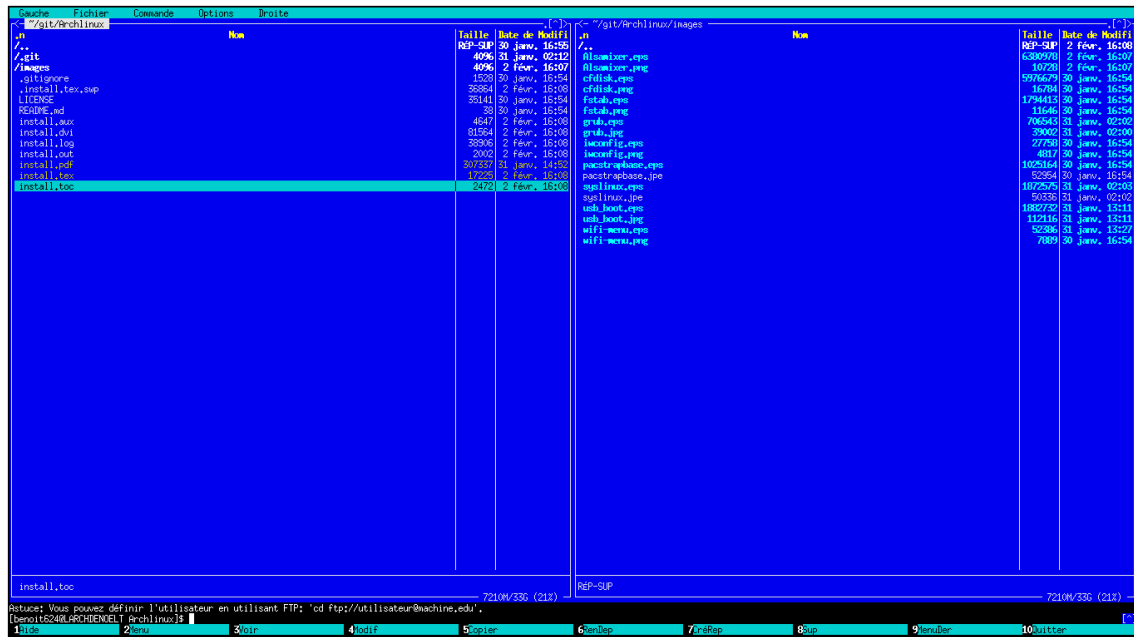 Gauche Fichier Commande Options Droite
~/git/Archlinux .[^]> <- ~/git/Archlinux/images .[^]>
.n Nom Taille Date de Modifi .n Nom Taille Date de Modifi
/.. RÉP-SUP 30 janv. 16:55 /.. RÉP-SUP 2 févr. 16:08
/.git 4096 31 janv. 02:12 Alsamixer.eps 6380978 2 févr. 16:07
/images 4096 2 févr. 16:07 Alsamixer.png 10728 2 févr. 16:07
.gitignore 1528 30 janv. 16:54 cfdisk.eps 5976679 30 janv. 16:54
.install.tex.swp 36864 2 févr. 16:08 cfdisk.png 16784 30 janv. 16:54
LICENSE 35141 30 janv. 16:54 fstab.eps 1794413 30 janv. 16:54
README.md 38 30 janv. 16:54 fstab.png 11646 30 janv. 16:54
install.aux 4647 2 févr. 16:08 grub.eps 706543 31 janv. 02:02
install.dvi 81564 2 févr. 16:08 grub.jpg 39002 31 janv. 02:00
install.log 38906 2 févr. 16:08 iwconfig.eps 27758 30 janv. 16:54
install.out 2002 2 févr. 16:08 iwconfig.png 4817 30 janv. 16:54
install.pdf 307337 31 janv. 14:52 pacstrapbase.eps 1025164 30 janv. 16:54
install.tex 17225 2 févr. 16:08 pacstrapbase.jpe 52954 30 janv. 16:54
install.toc 2472 2 févr. 16:08 syslinux.eps 1872575 31 janv. 02:03
syslinux.jpe 50336 31 janv. 02:02
usb_boot.eps 1882732 31 janv. 13:11
usb_boot.jpg 112116 31 janv. 13:11
wifi-menu.eps 52386 31 janv. 13:27
wifi-menu.png 7889 30 janv. 16:54
install.toc RÉP-SUP
7210M/33G (21%) 7210M/33G (21%)
Astuce: Vous pouvez définir l'utilisateur en utilisant FTP: 'cd ftp://utilisateur@machine.edu'.
[benoit624@LARCHDENOELT Archlinux]$ [^]
1Aide 2Menu 3Voir 4Modif 5Copier 6RenDep 7CréRep 8Sup 9MenuDer 10Quitter